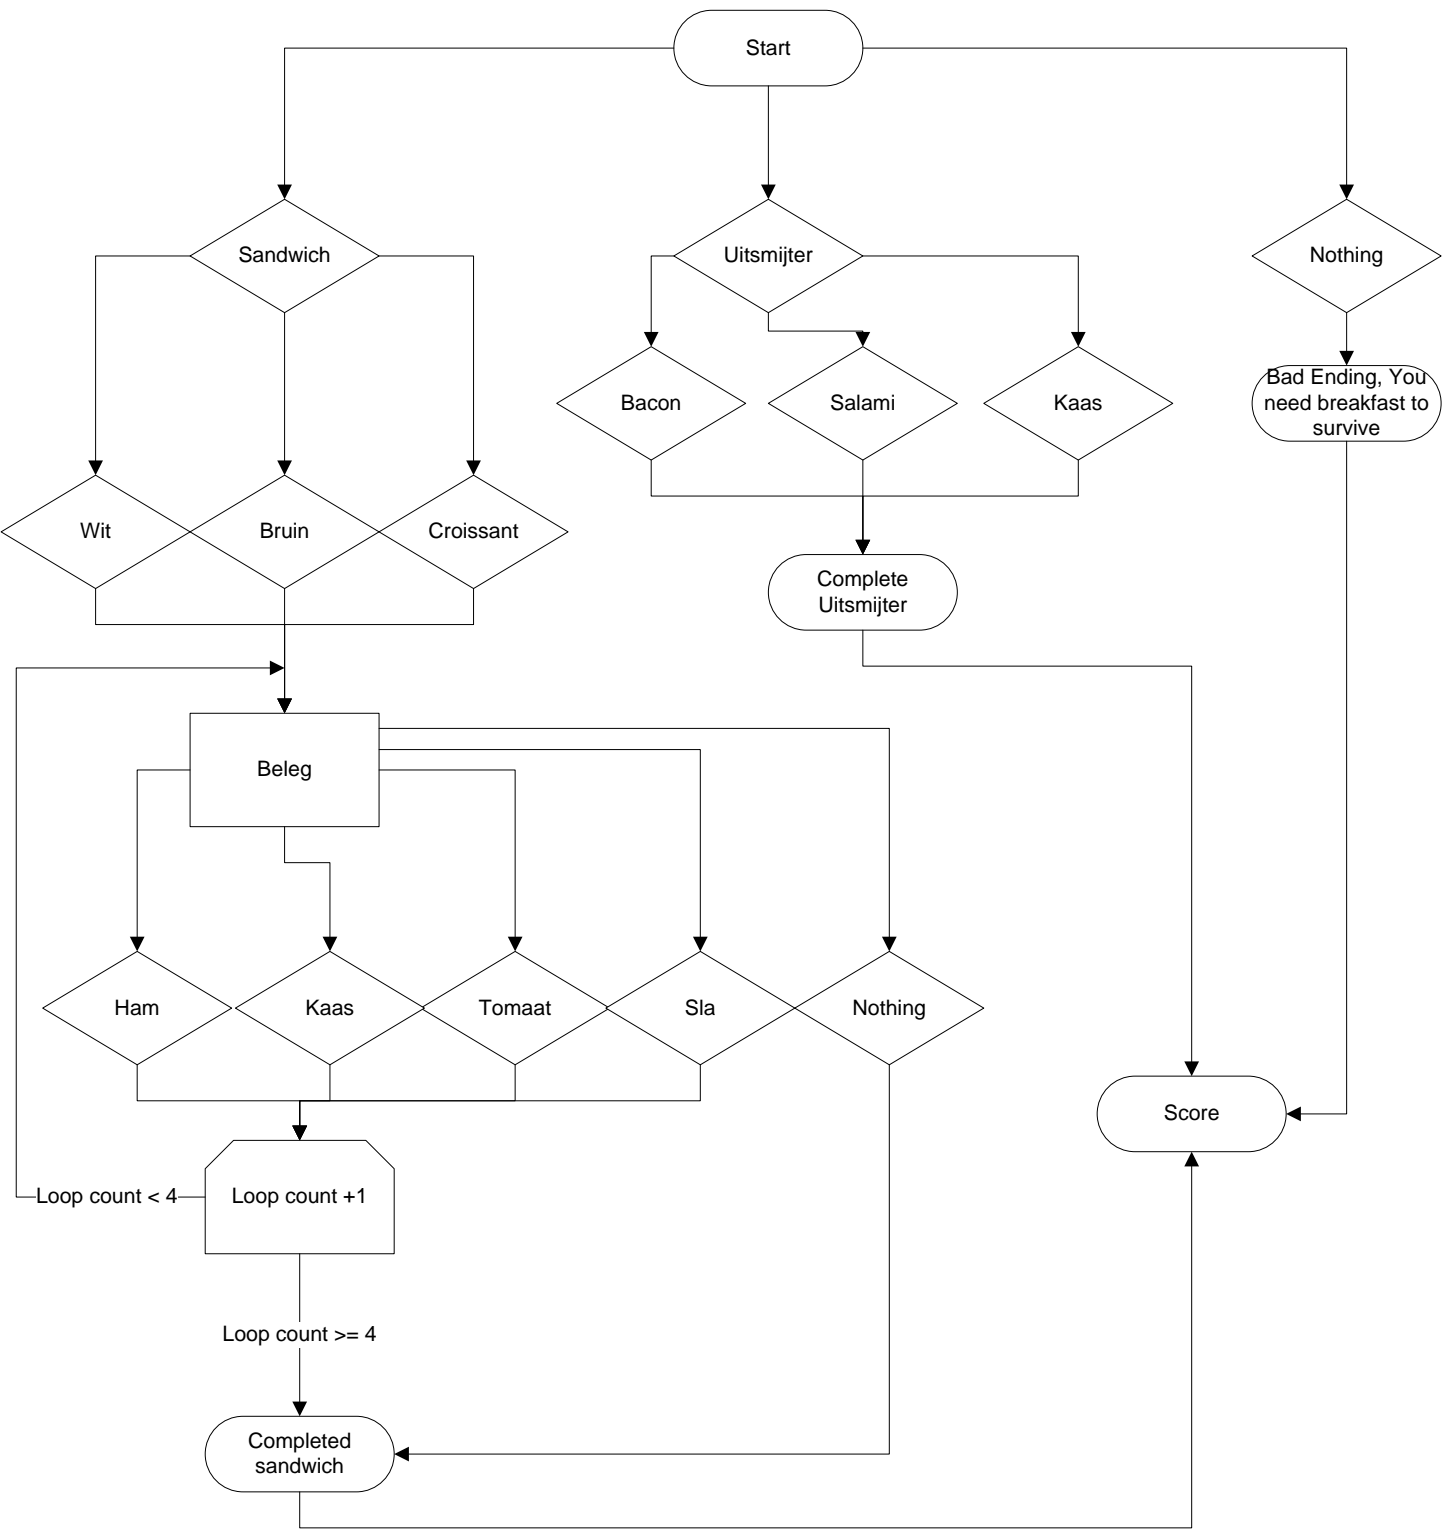 Start
Sandwich
Uitsmijter
Nothing
Bacon
Salami
Kaas
Bad Ending, You
need breakfast to
survive
Wit
Bruin
Croissant
Complete
Uitsmijter
Beleg
Ham
Kaas
Tomaat
Sla
Nothing
Score
Loop count < 4
Loop count +1
Loop count >= 4
Completed
sandwich